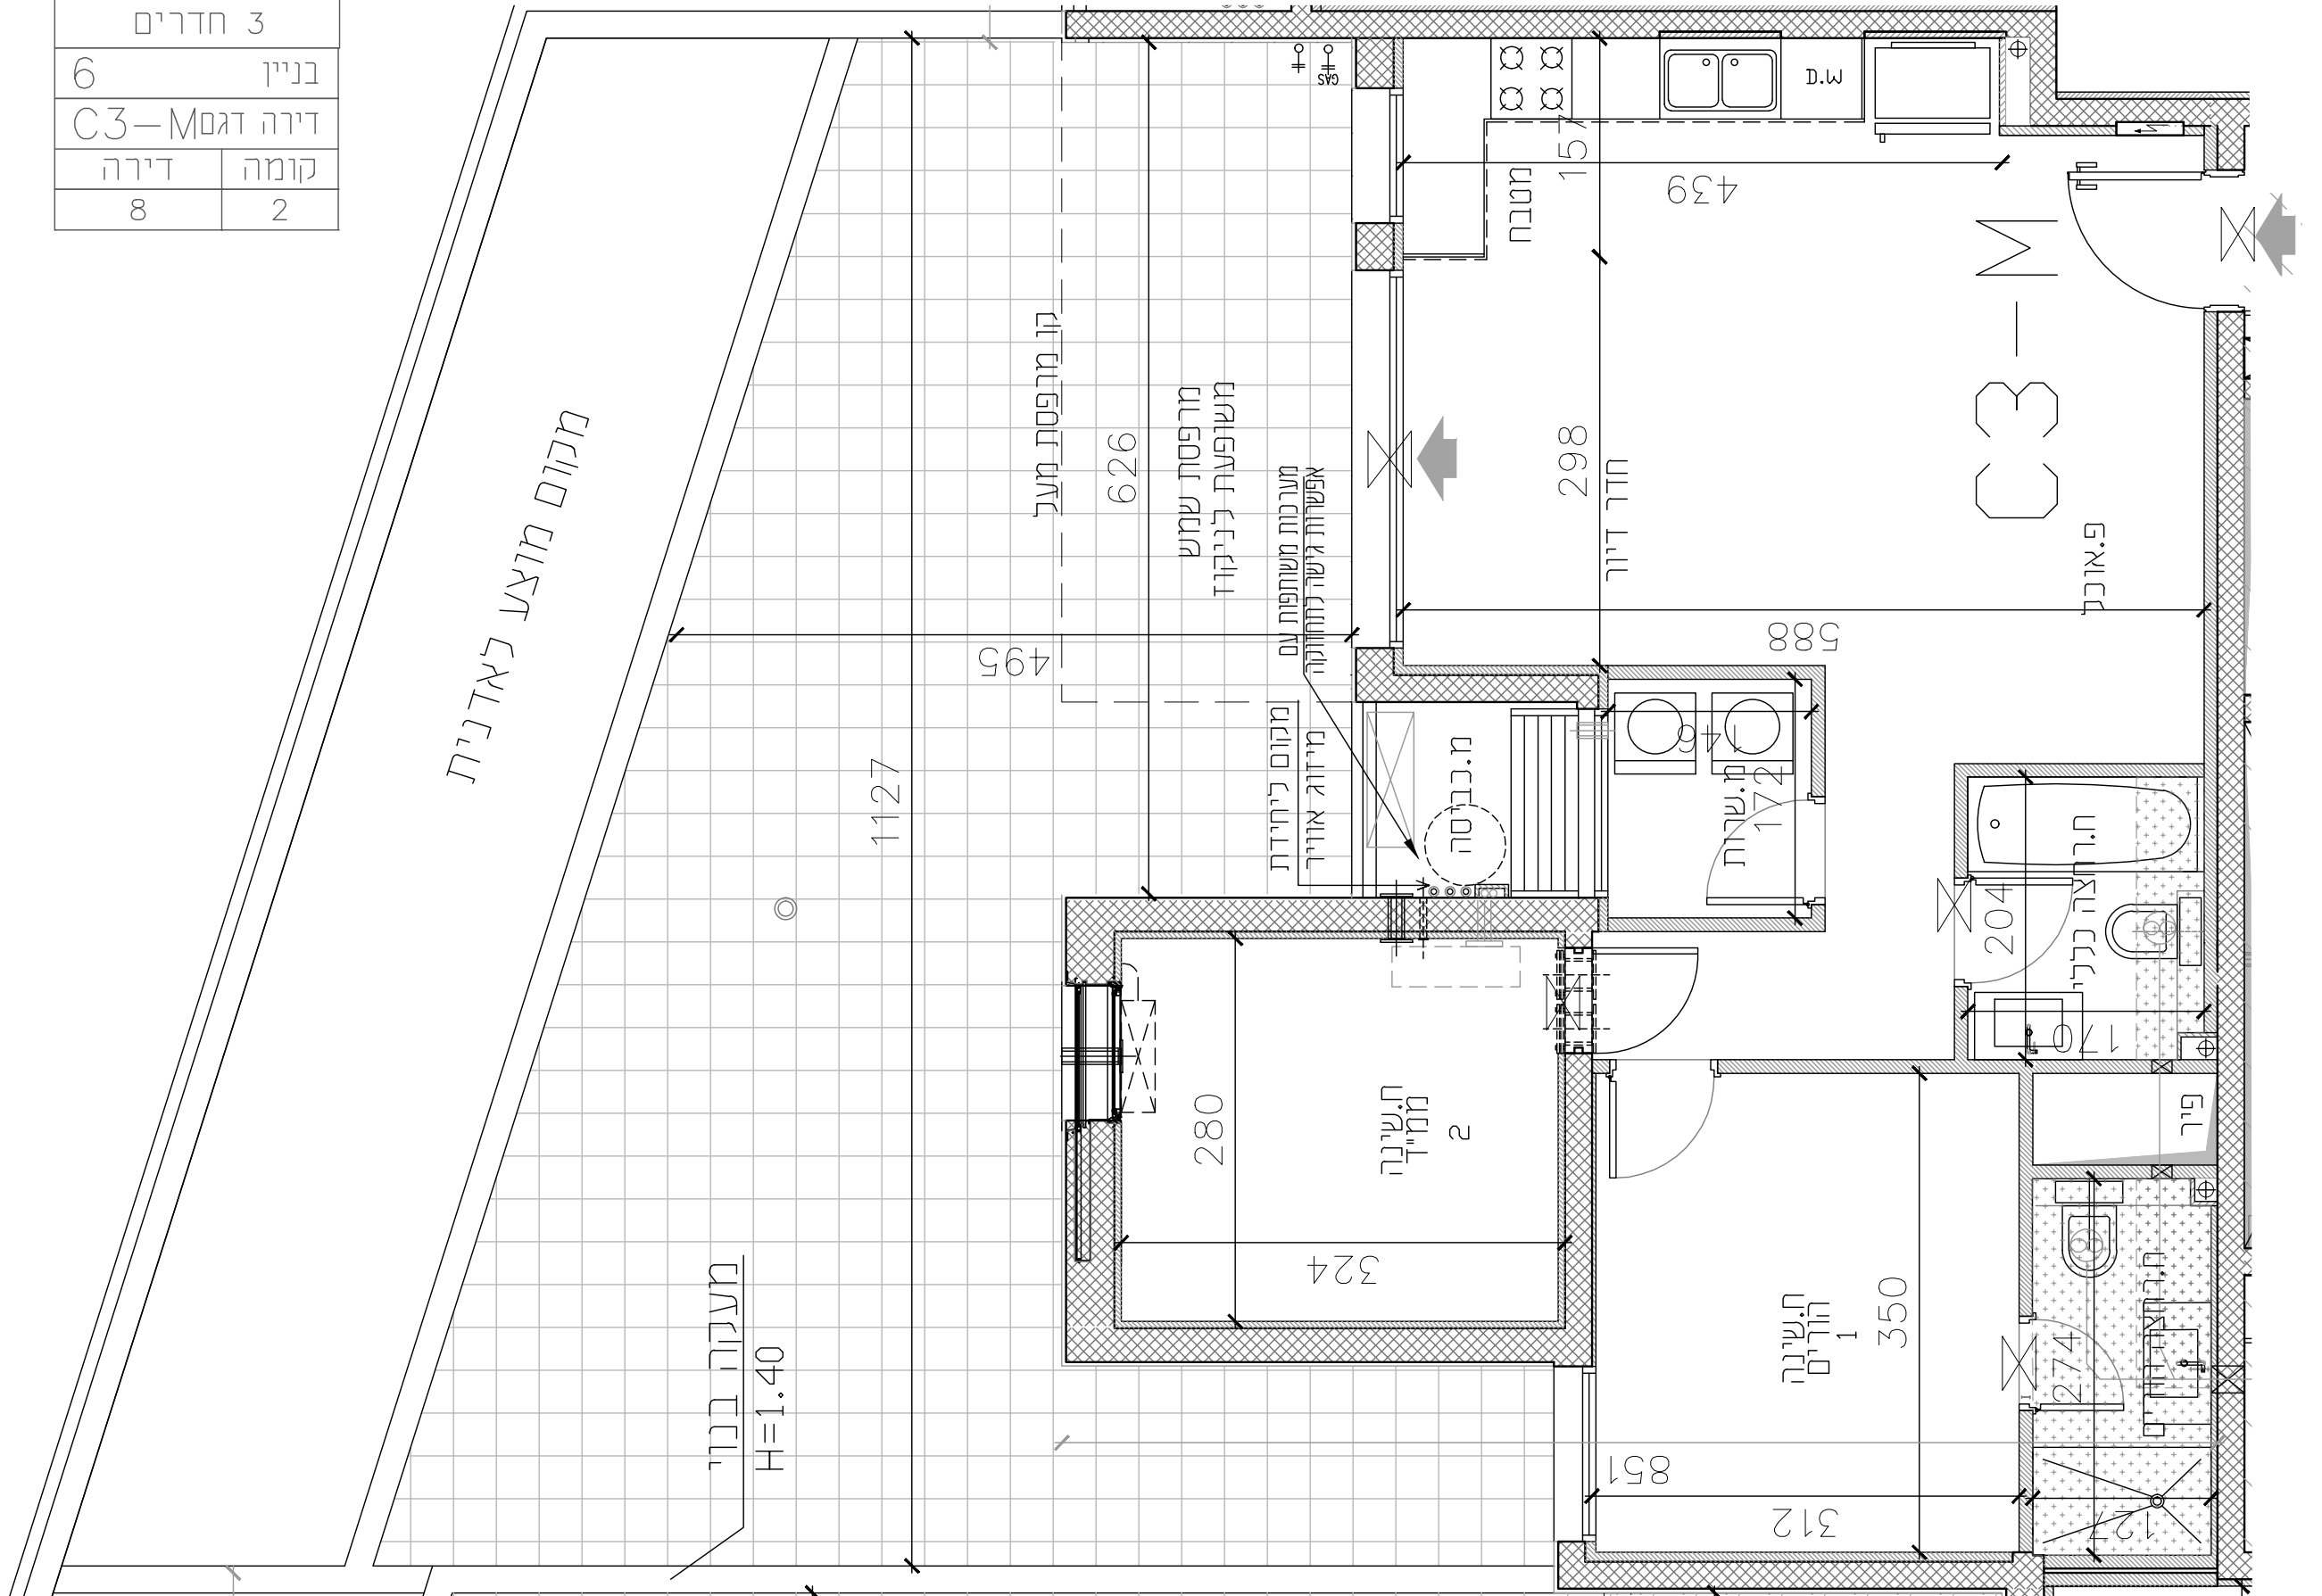 3 חדרים
בניין 6
דירה דגם C3-M
קומה דירה
2 8
GAS
D.W
157
439
מטבח
C3-M
קו מרפסת מעל
626
מרפסת שמש
משופעת לניקוז
298
חדר דיור
פ.אוכל
588
495
אפשרות גישה לתחזוקה
מערכות משותפות עם
מקום מוצע לאדנית
1127
מקום ליחידת
מיזוג אוויר
מ.כביסה
146
172
מ.שרות
204
ח.רחצה כללי
170
פיר
280
ח.שינה
ממ"ד
2
324
ח.שינה
הורים
1
350
274
ח.רחצה הורים
851
312
127
מעקה בנוי
H=1.40